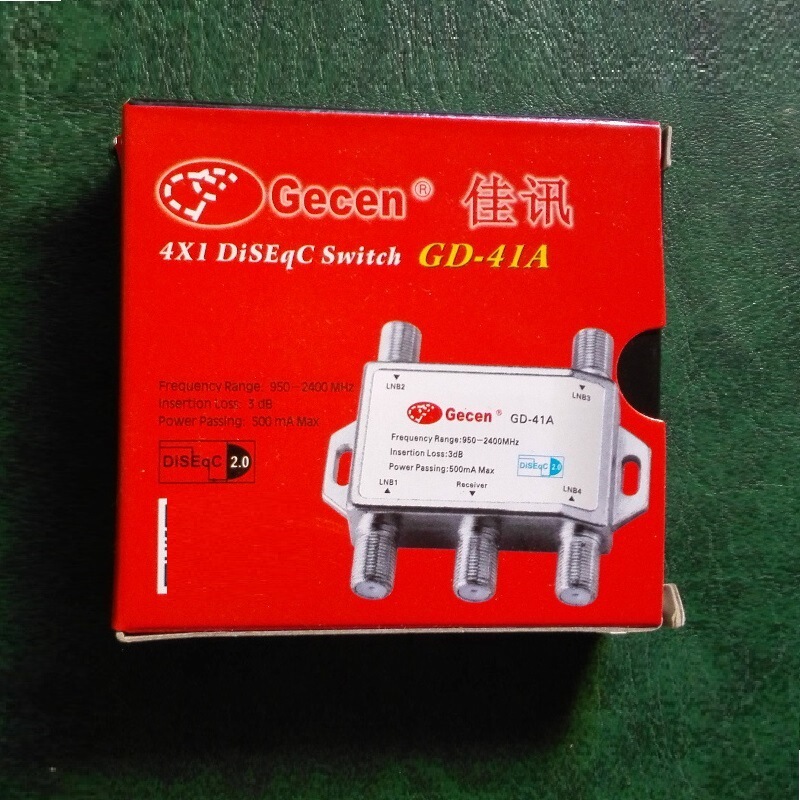 Gecen® 佳讯
4X1 DiSEqC Switch GD-41A
Frequency Range: 950-2400 MHz
Insertion Loss: 3 dB
Power Passing: 500 mA Max
DiSEqC 2.0
LNB2
LNB3
Gecen® GD-41A
Frequency Range:950-2400MHz
Insertion Loss:3dB
Power Passing:500mA Max
DiSEqC 2.0
LNB1 Receiver LNB4